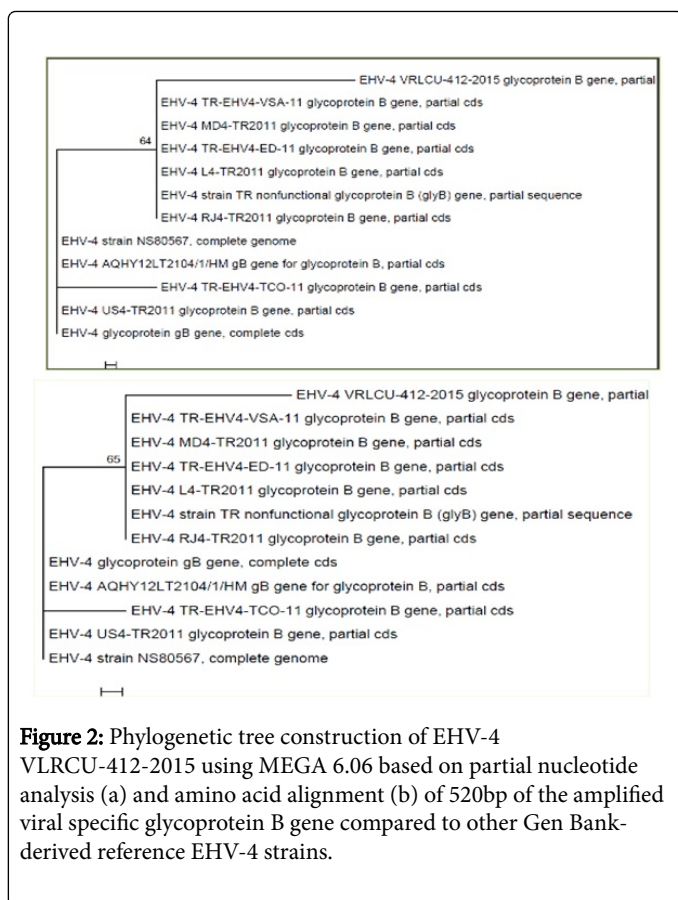 EHV-4 VRLCU-412-2015 glycoprotein B gene, partial
EHV-4 TR-EHV4-VSA-11 glycoprotein B gene, partial cds
EHV-4 MD4-TR2011 glycoprotein B gene, partial cds
64
EHV-4 TR-EHV4-ED-11 glycoprotein B gene, partial cds
EHV-4 L4-TR2011 glycoprotein B gene, partial cds
EHV-4 strain TR nonfunctional glycoprotein B (glyB) gene, partial sequence
EHV-4 RJ4-TR2011 glycoprotein B gene, partial cds
EHV-4 strain NS80567, complete genome
EHV-4 AQHY12LT2104/1/HM gB gene for glycoprotein B, partial cds
EHV-4 TR-EHV4-TCO-11 glycoprotein B gene, partial cds
EHV-4 US4-TR2011 glycoprotein B gene, partial cds
EHV-4 glycoprotein gB gene, complete cds
EHV-4 VRLCU-412-2015 glycoprotein B gene, partial
EHV-4 TR-EHV4-VSA-11 glycoprotein B gene, partial cds
EHV-4 MD4-TR2011 glycoprotein B gene, partial cds
65
EHV-4 TR-EHV4-ED-11 glycoprotein B gene, partial cds
EHV-4 L4-TR2011 glycoprotein B gene, partial cds
EHV-4 strain TR nonfunctional glycoprotein B (glyB) gene, partial sequence
EHV-4 RJ4-TR2011 glycoprotein B gene, partial cds
EHV-4 glycoprotein gB gene, complete cds
EHV-4 AQHY12LT2104/1/HM gB gene for glycoprotein B, partial cds
EHV-4 TR-EHV4-TCO-11 glycoprotein B gene, partial cds
EHV-4 US4-TR2011 glycoprotein B gene, partial cds
EHV-4 strain NS80567, complete genome
Figure 2: Phylogenetic tree construction of EHV-4
VLRCU-412-2015 using MEGA 6.06 based on partial nucleotide
analysis (a) and amino acid alignment (b) of 520bp of the amplified
viral specific glycoprotein B gene compared to other Gen Bank-
derived reference EHV-4 strains.